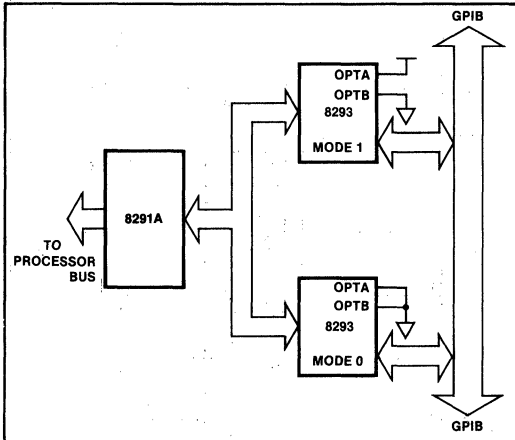 GPIB
OPTA
OPTB
8293
MODE 1
8291A
TO
PROCESSOR
BUS
OPTA
OPTB
8293
MODE 0
GPIB